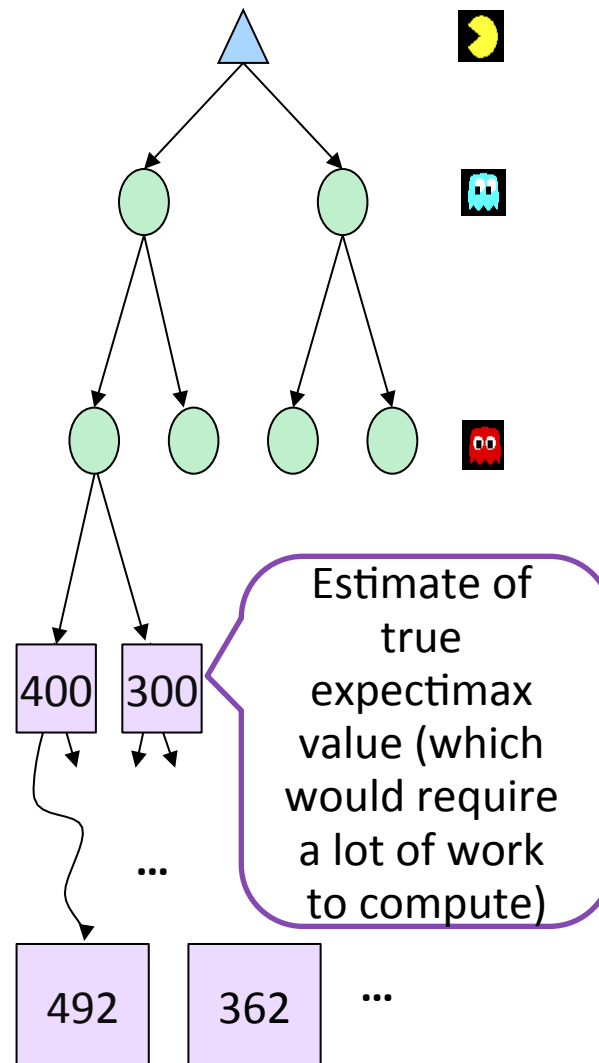 Estimate of
true
expectimax
value (which
would require
a lot of work
to compute)
400 300
...
492 362 ...